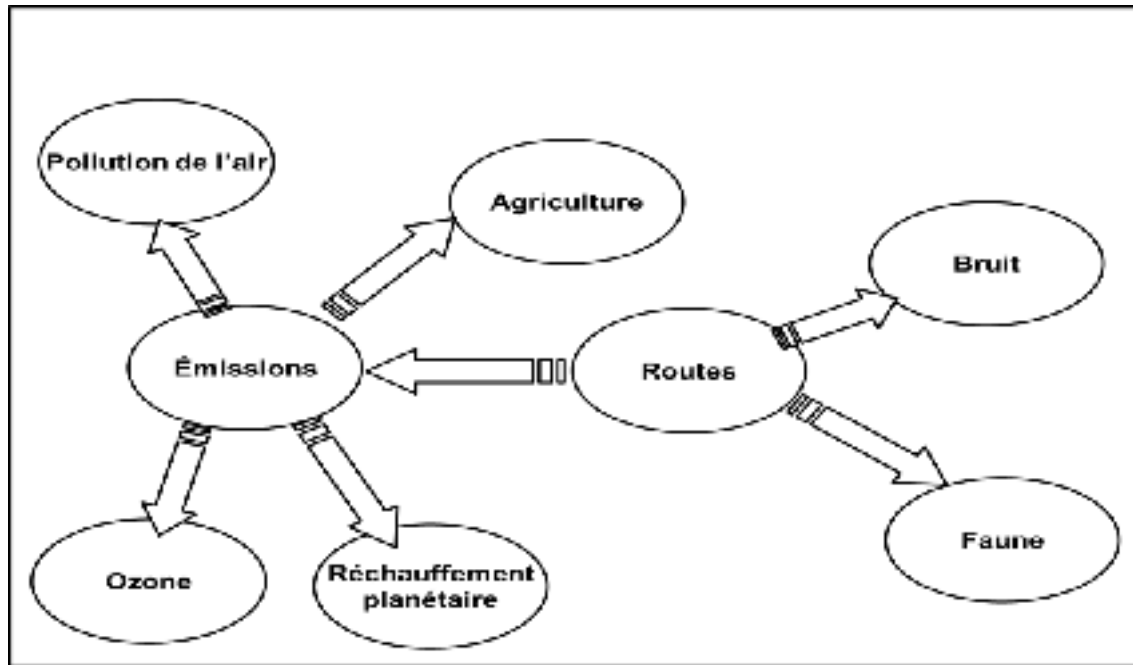 Pollution de l'air
Agriculture
Bruit
Émissions
Routes
Faune
Ozone
Réchauffement
planétaire